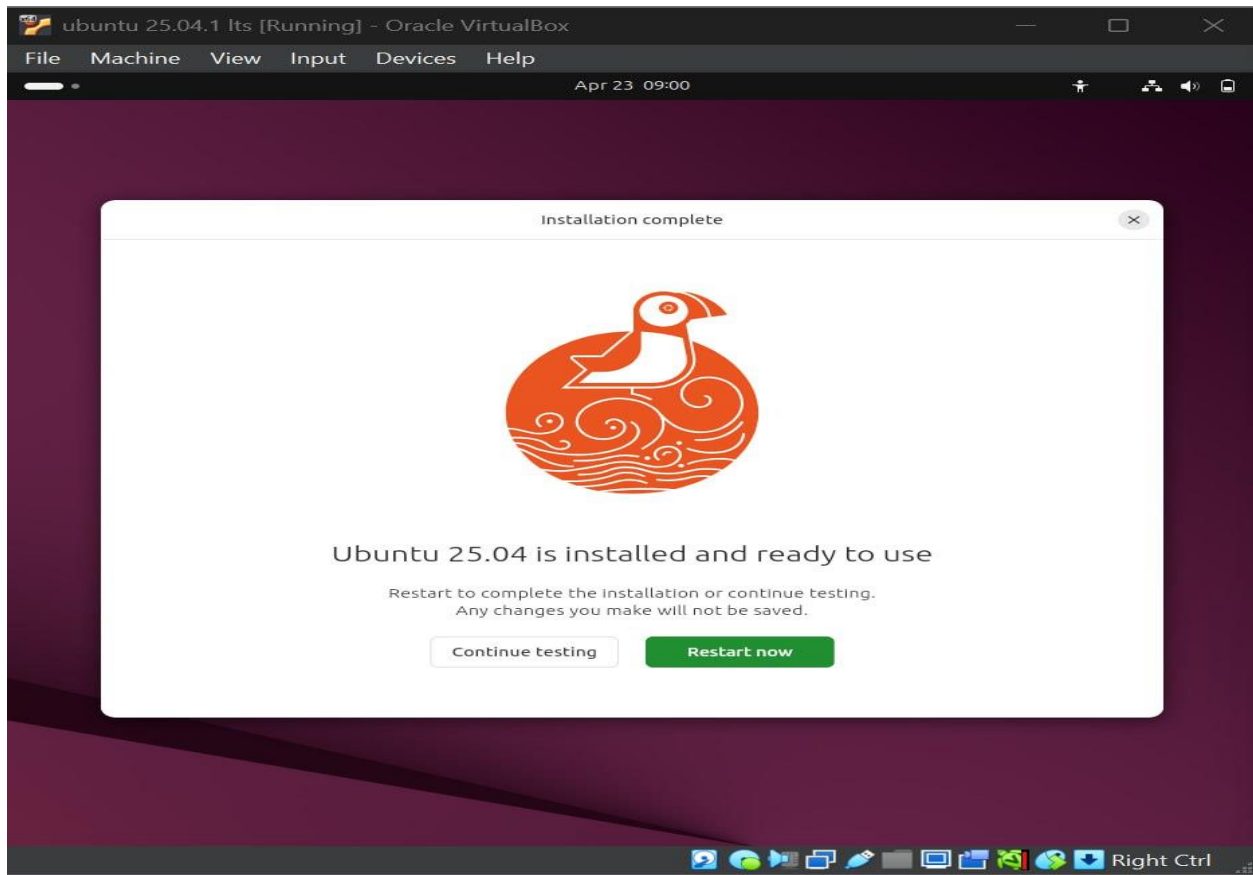 ubuntu 25.04.1 lts [Running] - Oracle VirtualBox
File Machine View Input Devices Help
Apr 23 09:00
Installation complete
Ubuntu 25.04 is installed and ready to use
Restart to complete the installation or continue testing.
Any changes you make will not be saved.
Continue testing Restart now
Right Ctrl